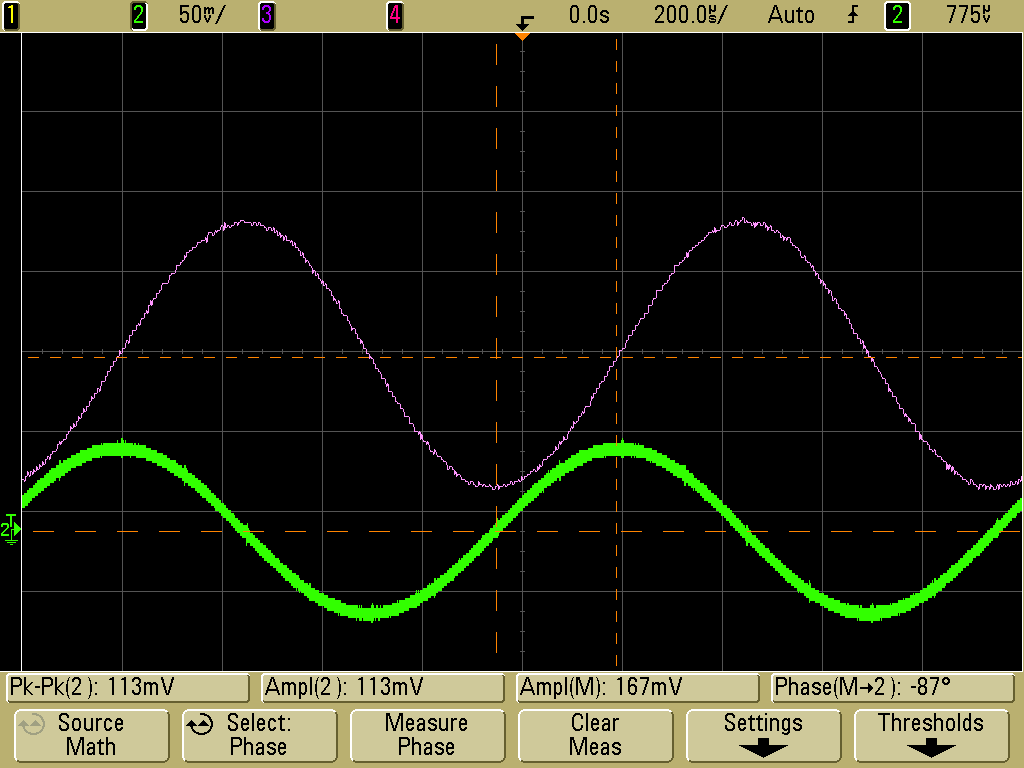 1 2 50mV/ 3 4 0.0s 200.0µs/ Auto 2 775µV
2
Pk-Pk(2): 113mV Ampl(2): 113mV Ampl(M): 167mV Phase(M→2): -87°
Source Math
Select: Phase
Measure Phase
Clear Meas
Settings
Thresholds